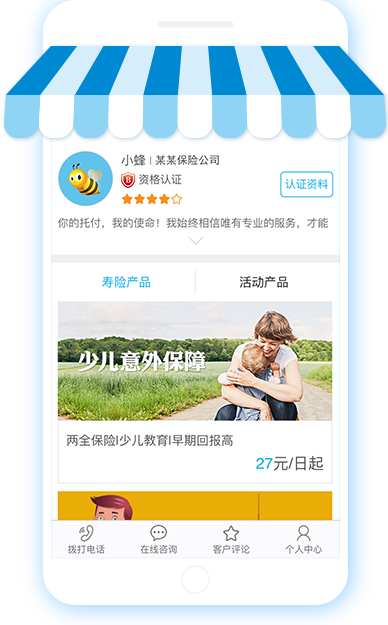 小蜂 | 某某保险公司
B 资格认证
认证资料
你的托付，我的使命！我始终相信唯有专业的服务，才能
寿险产品 活动产品
少儿意外保障
两全保险|少儿教育|早期回报高
27元/日起
拨打电话 在线咨询 客户评论 个人中心